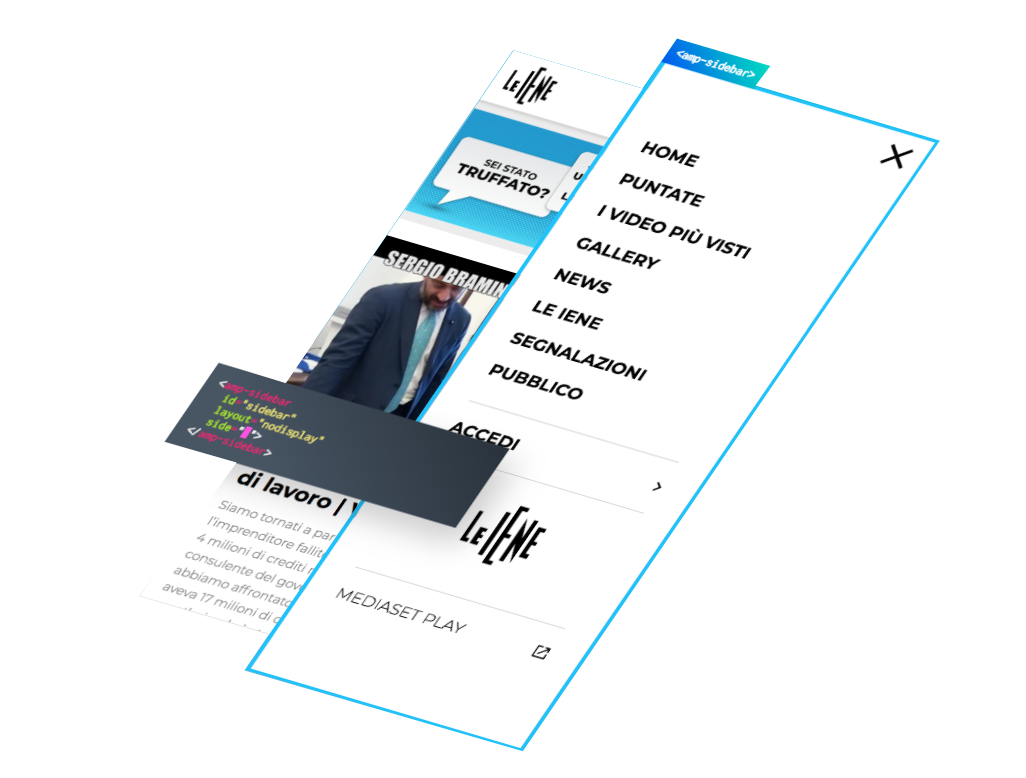 <amp-sidebar>
LE IENE
SEI STATO
TRUFFATO?
U
L
SERGIO BRAMIN
di lavoro |
Siamo tornati a par
l'imprenditore fallit
4 milioni di crediti
consulente del gov
abbiamo affrontato
aveva 17 milioni di
<amp-sidebar
id="sidebar"
layout="nodisplay"
side="">
</amp-sidebar>
HOME
PUNTATE
I VIDEO PIÙ VISTI
GALLERY
NEWS
LE IENE
SEGNALAZIONI
PUBBLICO
ACCEDI
LE IENE
MEDIASET PLAY